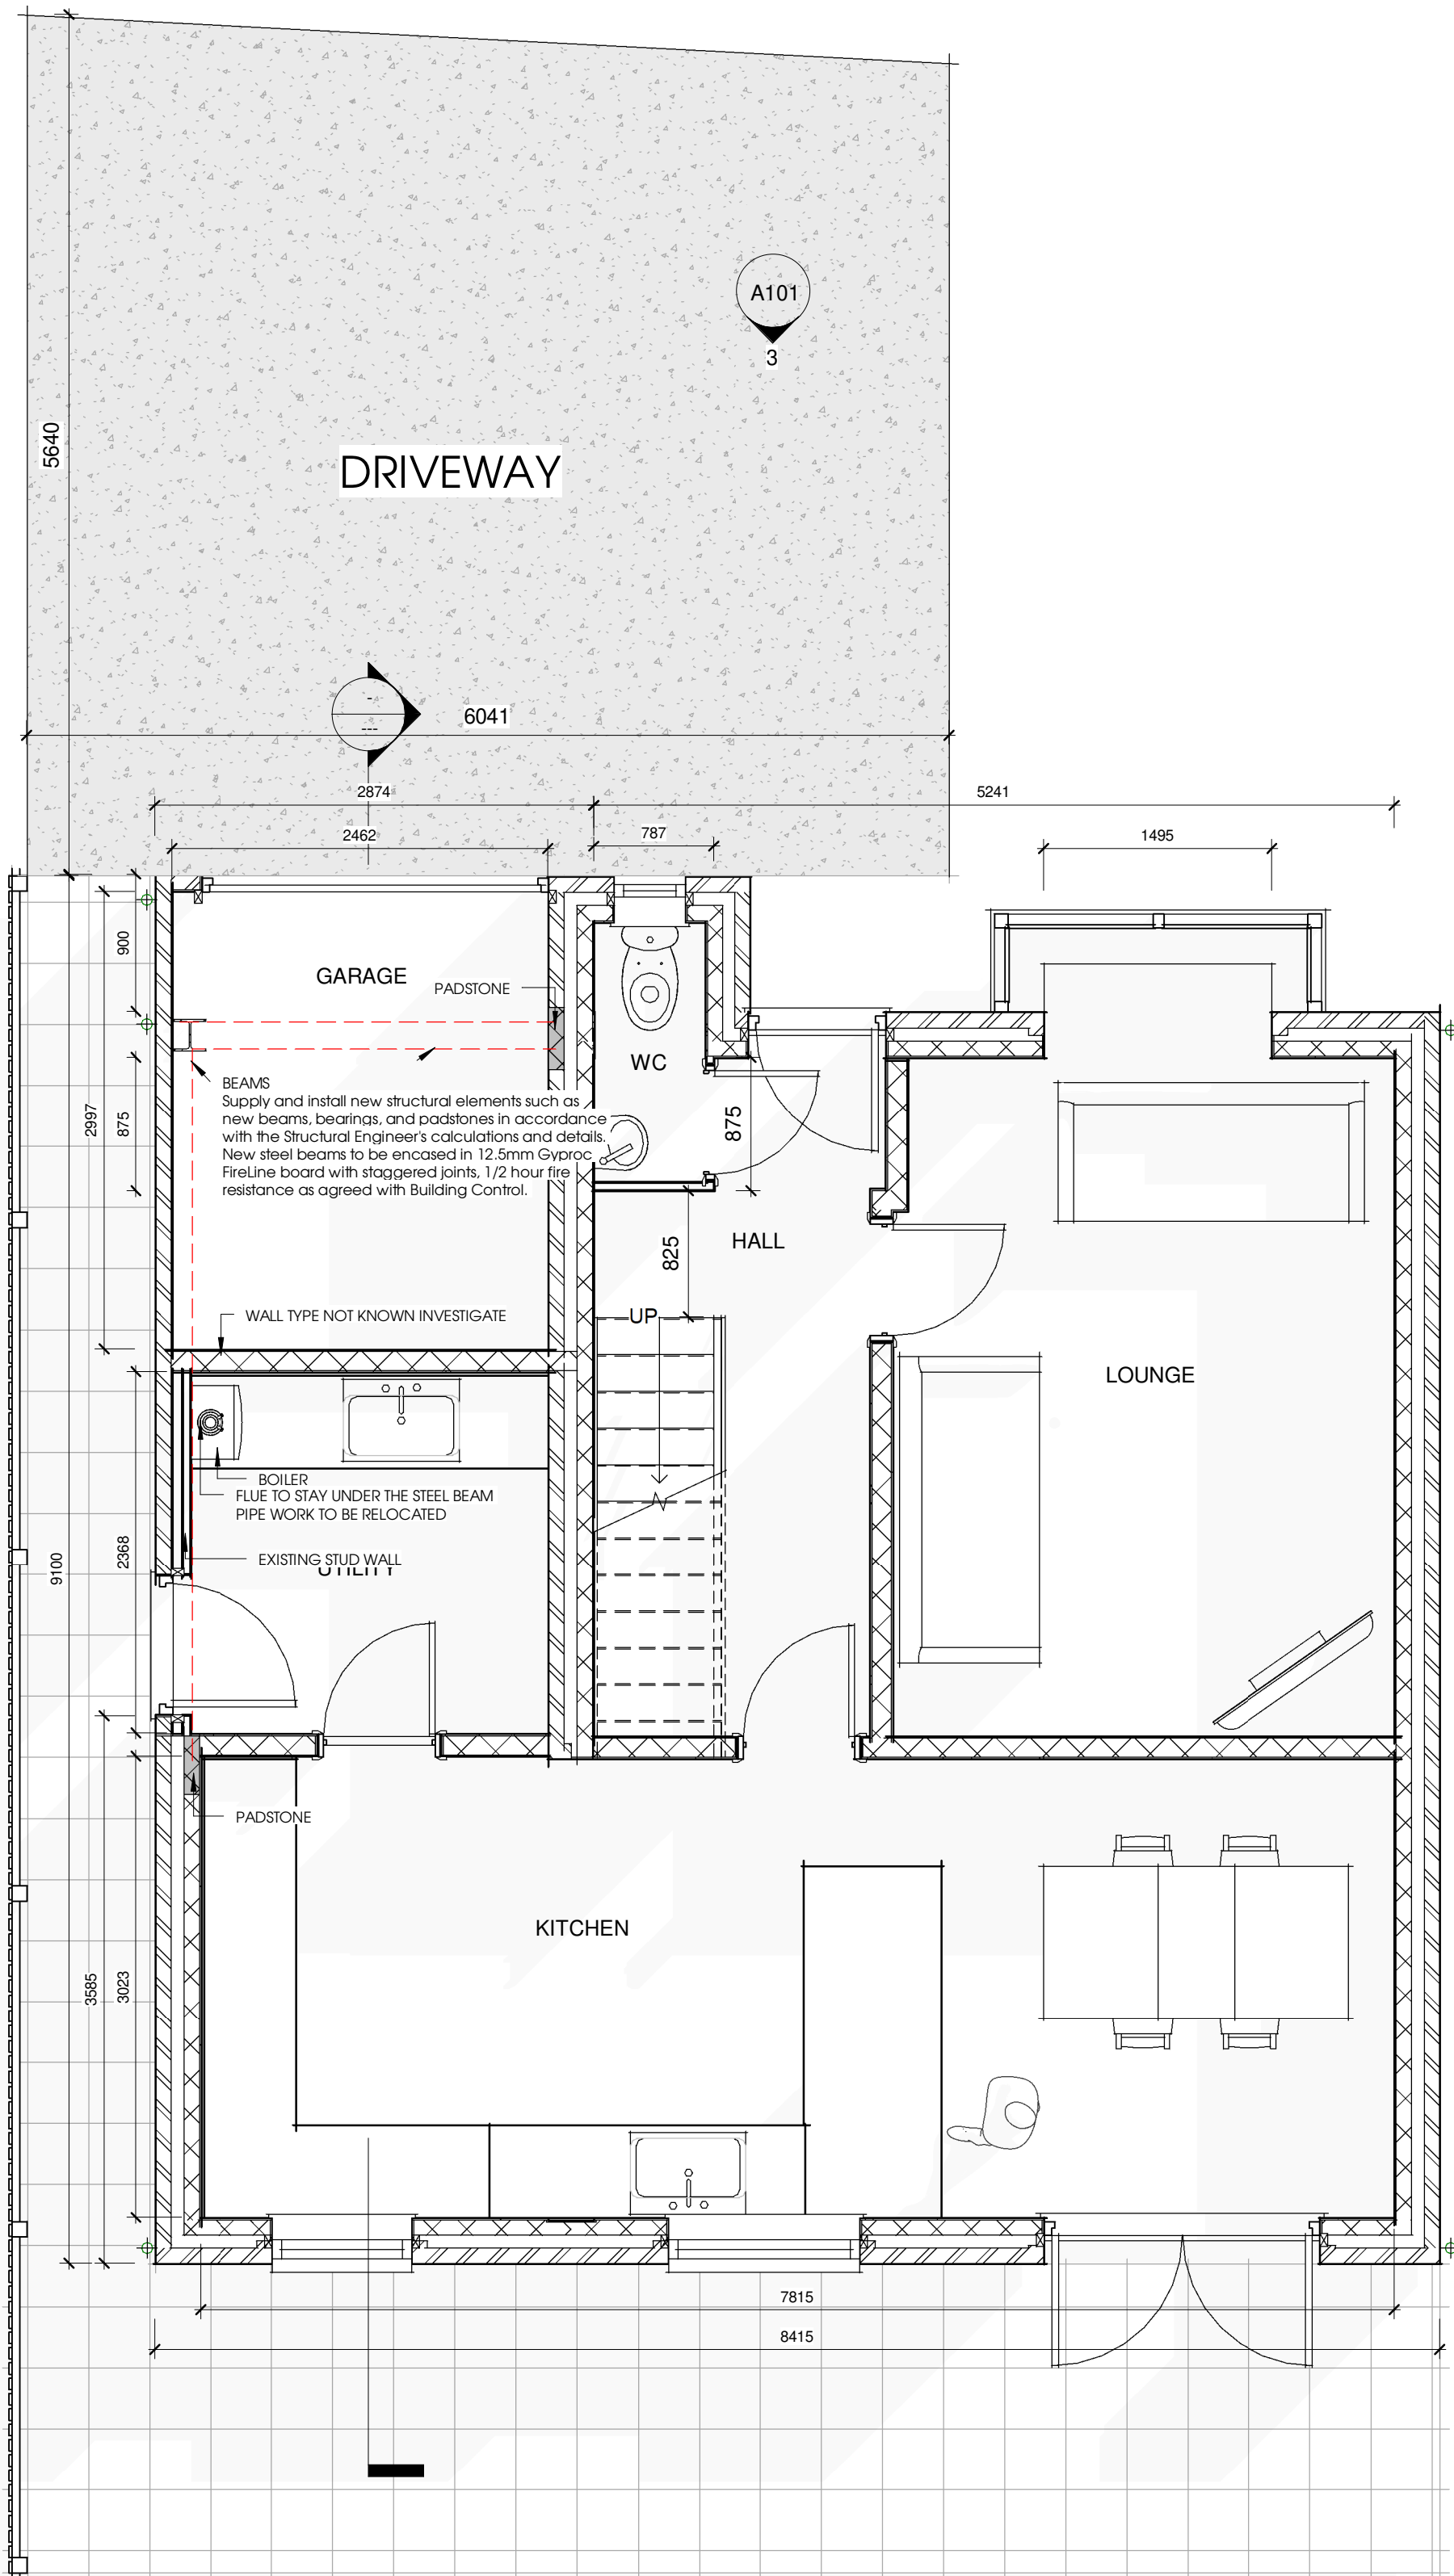 5640
A101
3
DRIVEWAY
-
---
6041
2874
5241
2462
787
1495
900
GARAGE
PADSTONE
WC
BEAMS
Supply and install new structural elements such as
new beams, bearings, and padstones in accordance
with the Structural Engineer's calculations and details.
New steel beams to be encased in 12.5mm Gyproc
FireLine board with staggered joints, 1/2 hour fire
resistance as agreed with Building Control.
2997
875
875
HALL
825
UP
WALL TYPE NOT KNOWN INVESTIGATE
LOUNGE
BOILER
FLUE TO STAY UNDER THE STEEL BEAM
PIPE WORK TO BE RELOCATED
EXISTING STUD WALL
UTILITY
9100
2368
PADSTONE
KITCHEN
3585
3023
7815
8415